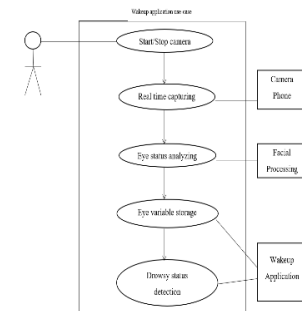 Wakeup application use case
Start/Stop camera
Real time capturing
Camera
Phone
Eye status analyzing
Facial
Processing
Eye variable storage
Wakeup
Application
Drowsy status
detection